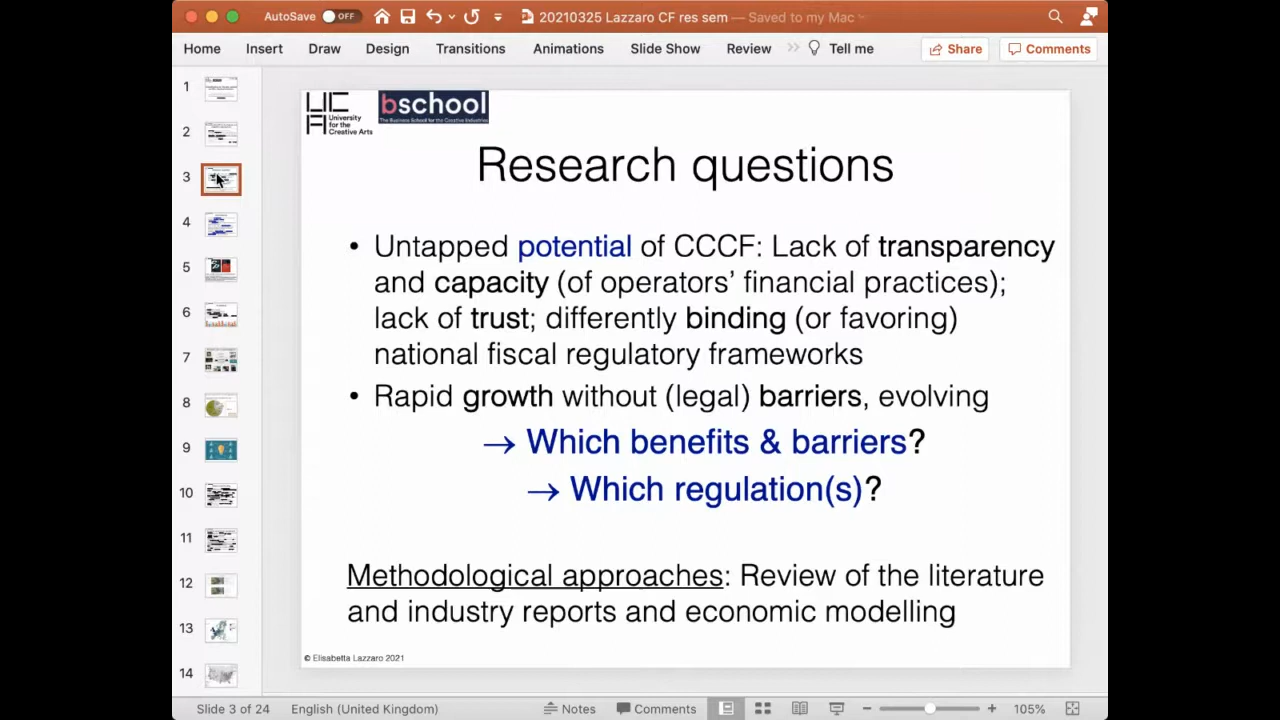 AutoSave OFF 20210325 Lazzaro CF res sem — Saved to my Mac
Home Insert Draw Design Transitions Animations Slide Show Review Tell me Share Comments
1
2
3
4
5
6
7
8
9
10
11
12
13
14
UCA University for the Creative Arts
bschool
The Business School for the Creative Industries
Research questions
• Untapped potential of CCCF: Lack of transparency
and capacity (of operators’ financial practices);
lack of trust; differently binding (or favoring)
national fiscal regulatory frameworks
• Rapid growth without (legal) barriers, evolving
→ Which benefits & barriers?
→ Which regulation(s)?
Methodological approaches: Review of the literature
and industry reports and economic modelling
© Elisabetta Lazzaro 2021
Slide 3 of 24 English (United Kingdom) Notes Comments 105%